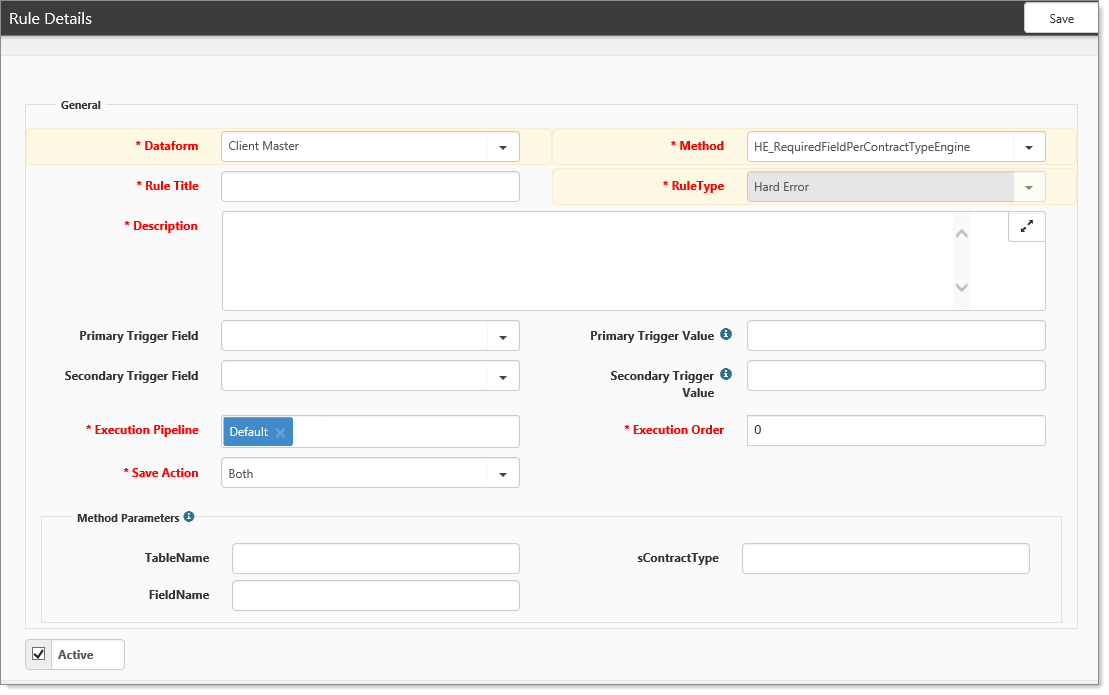 Rule Details
Save
General
* Dataform
Client Master
* Method
HE_RequiredFieldPerContractTypeEngine
* Rule Title
* RuleType
Hard Error
* Description
Primary Trigger Field
Primary Trigger Value
Secondary Trigger Field
Secondary Trigger
Value
* Execution Pipeline
Default
* Execution Order
0
* Save Action
Both
Method Parameters
TableName
sContractType
FieldName
Active